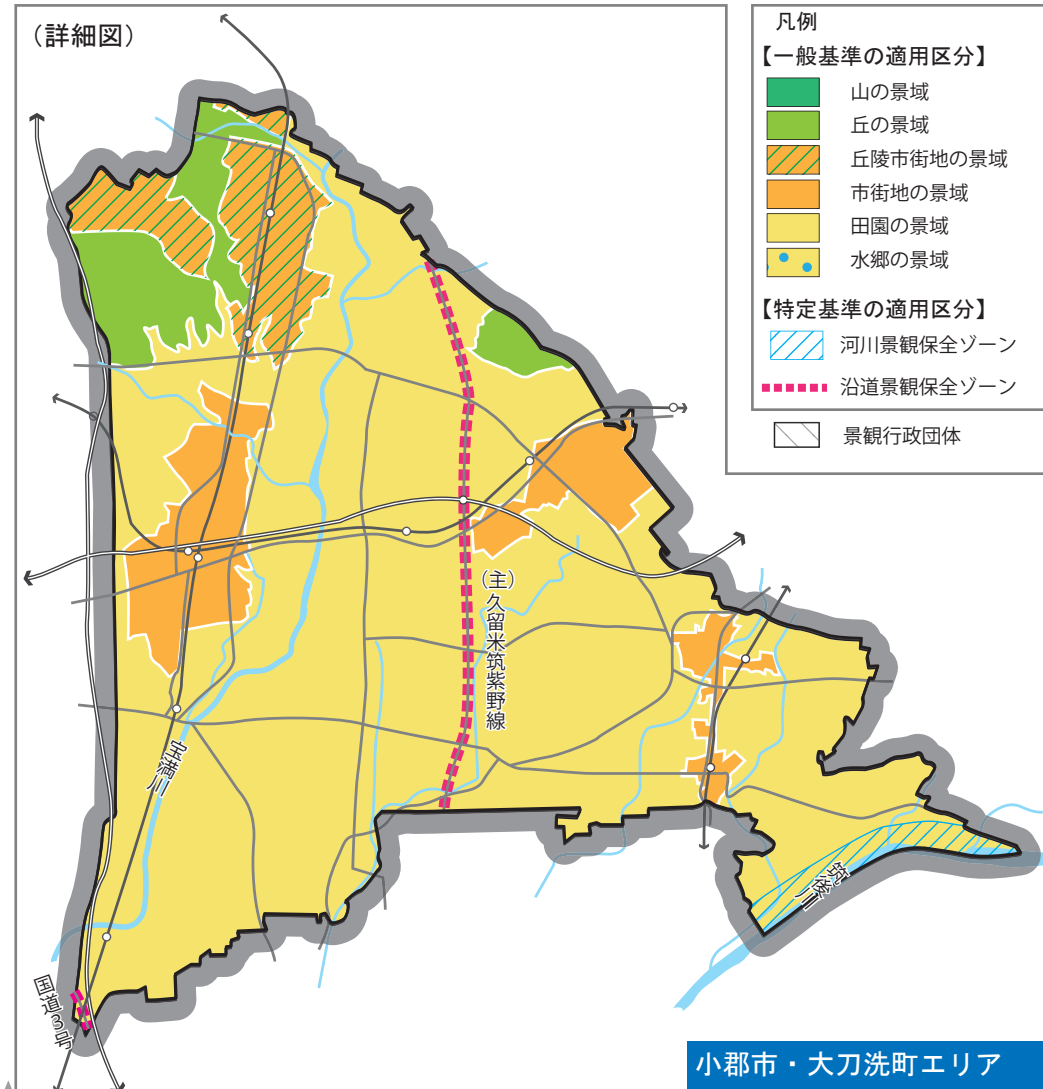 (詳細図)
凡例
【一般基準の適用区分】
山の景域
丘の景域
丘陵市街地の景域
市街地の景域
田園の景域
水郷の景域
【特定基準の適用区分】
河川景観保全ゾーン
沿道景観保全ゾーン
景観行政団体
(主)久留米筑紫野線
宝満川
筑後川
国道3号
小郡市・大刀洗町エリア